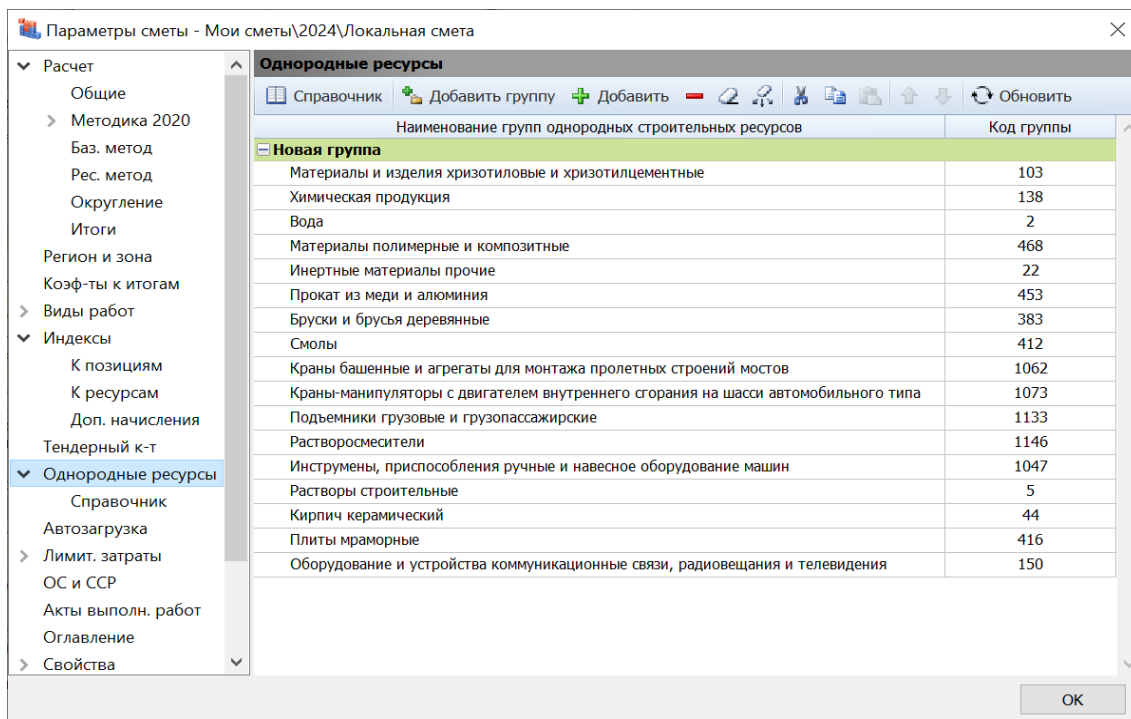 Параметры сметы - Мои сметы\2024\Локальная смета
Расчет
Общие
Методика 2020
Баз. метод
Рес. метод
Округление
Итоги
Регион и зона
Коэф-ты к итогам
Виды работ
Индексы
К позициям
К ресурсам
Доп. начисления
Тендерный к-т
Однородные ресурсы
Справочник
Автозагрузка
Лимит. затраты
ОС и ССР
Акты выполн. работ
Оглавление
Свойства
Однородные ресурсы
Справочник Добавить группу Добавить Обновить
Наименование групп однородных строительных ресурсов Код группы
Новая группа
Материалы и изделия хризотиловые и хризотилцементные 103
Химическая продукция 138
Вода 2
Материалы полимерные и композитные 468
Инертные материалы прочие 22
Прокат из меди и алюминия 453
Бруски и брусья деревянные 383
Смолы 412
Краны башенные и агрегаты для монтажа пролетных строений мостов 1062
Краны-манипуляторы с двигателем внутреннего сгорания на шасси автомобильного типа 1073
Подъемники грузовые и грузопассажирские 1133
Растворосмесители 1146
Инструмены, приспособления ручные и навесное оборудование машин 1047
Растворы строительные 5
Кирпич керамический 44
Плиты мраморные 416
Оборудование и устройства коммуникационные связи, радиовещания и телевидения 150
ОК